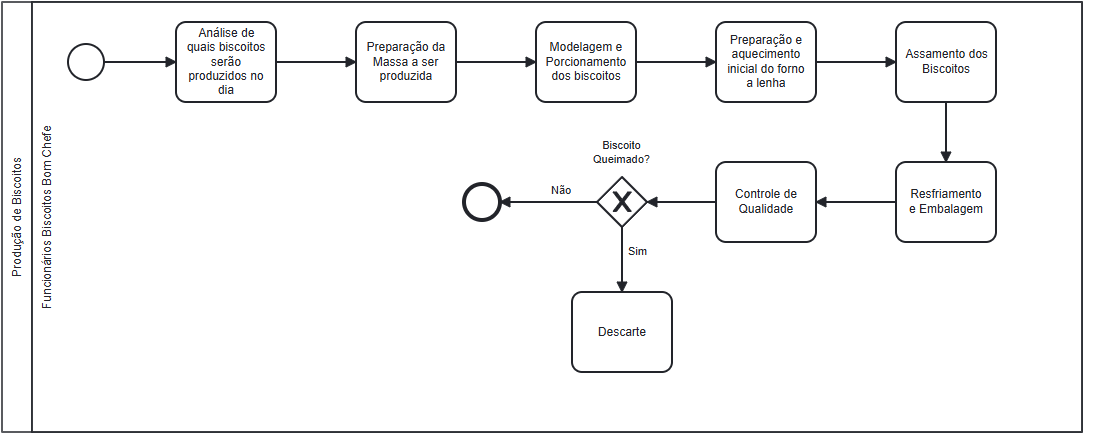 Produção de Biscoitos
Funcionários Biscoitos Bom Chefe
Análise de
quais biscoitos
serão
produzidos no
dia
Preparação da
Massa a ser
produzida
Modelagem e
Porcionamento
dos biscoitos
Preparação e
aquecimento
inicial do forno
a lenha
Assamento dos
Biscoitos
Resfriamento
e Embalagem
Controle de
Qualidade
Biscoito
Queimado?
Não
Sim
Descarte